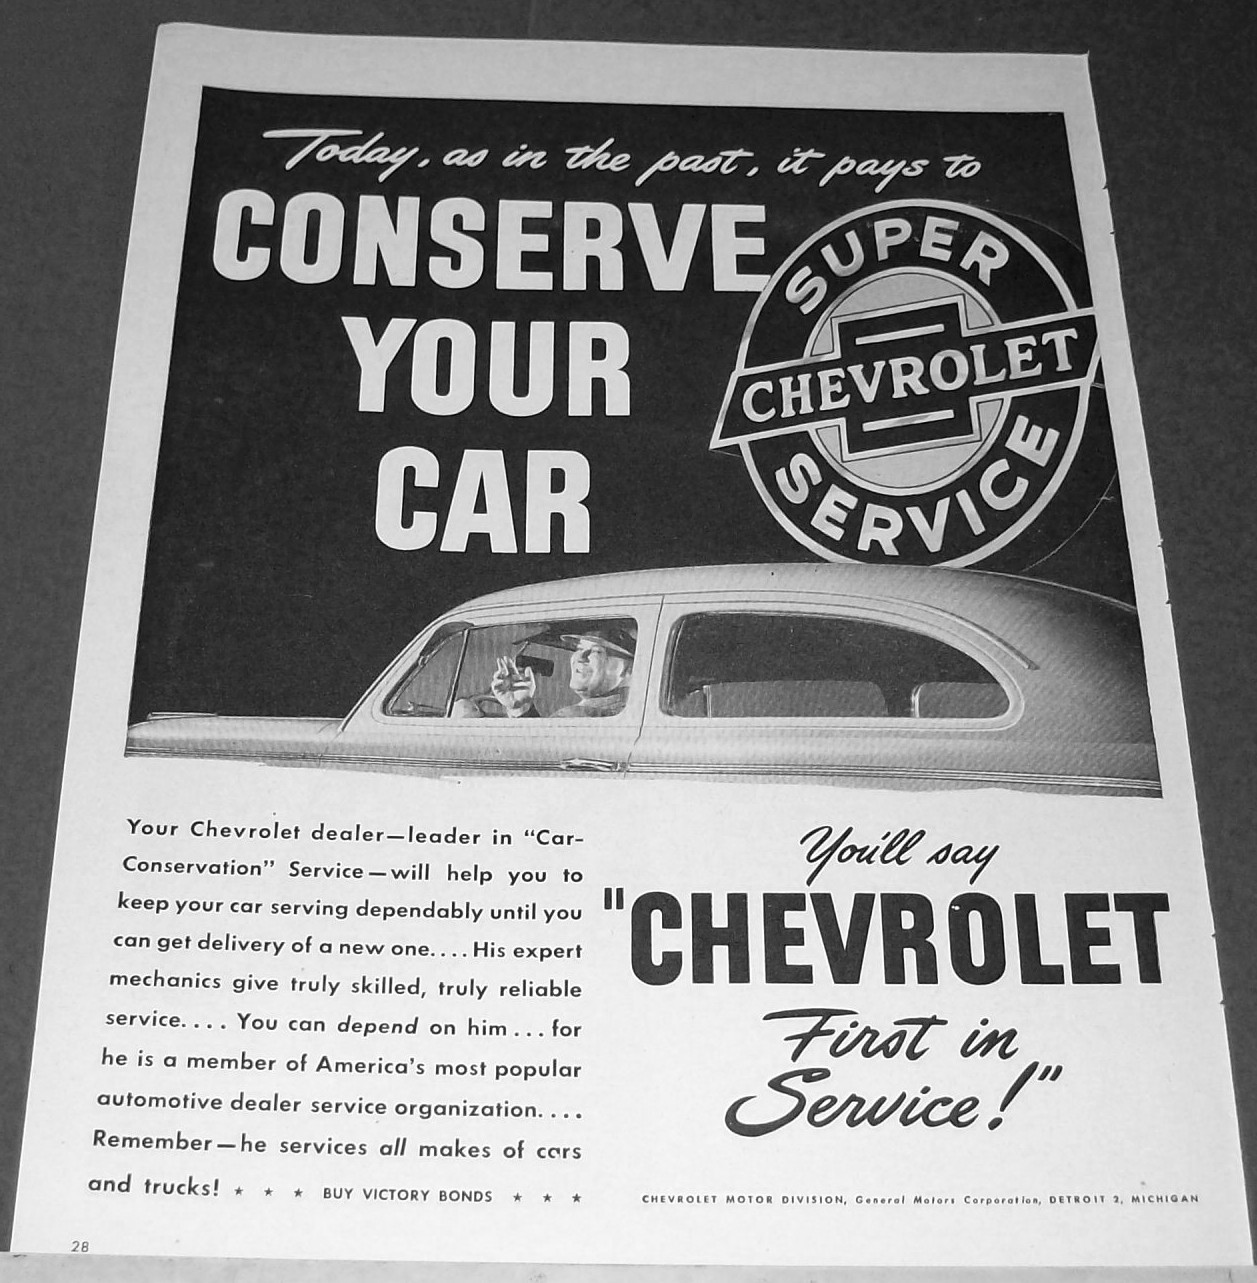 Today, as in the past, it pays to
CONSERVE
YOUR
CAR
SUPER
CHEVROLET
SERVICE
Your Chevrolet dealer—leader in “Car-
Conservation” Service—will help you to
keep your car serving dependably until you
can get delivery of a new one.... His expert
mechanics give truly skilled, truly reliable
service.... You can depend on him...for
he is a member of America's most popular
automotive dealer service organization....
Remember—he services all makes of cars
and trucks! ★ ★ ★ BUY VICTORY BONDS ★ ★ ★
You'll say
"CHEVROLET
First in
Service!"
CHEVROLET MOTOR DIVISION, General Motors Corporation, DETROIT 2, MICHIGAN
28